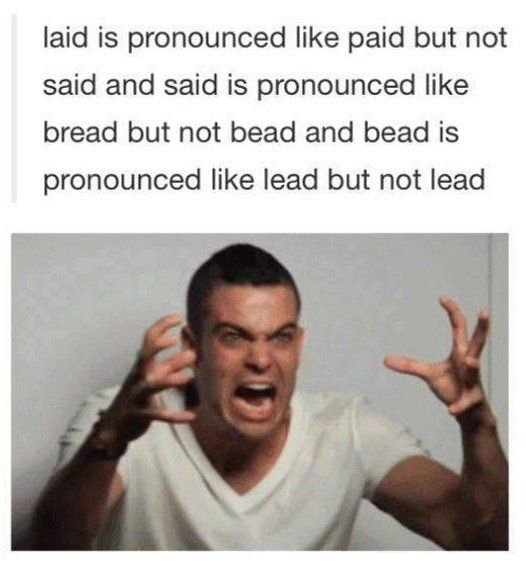 laid is pronounced like paid but not
said and said is pronounced like
bread but not bead and bead is
pronounced like lead but not lead